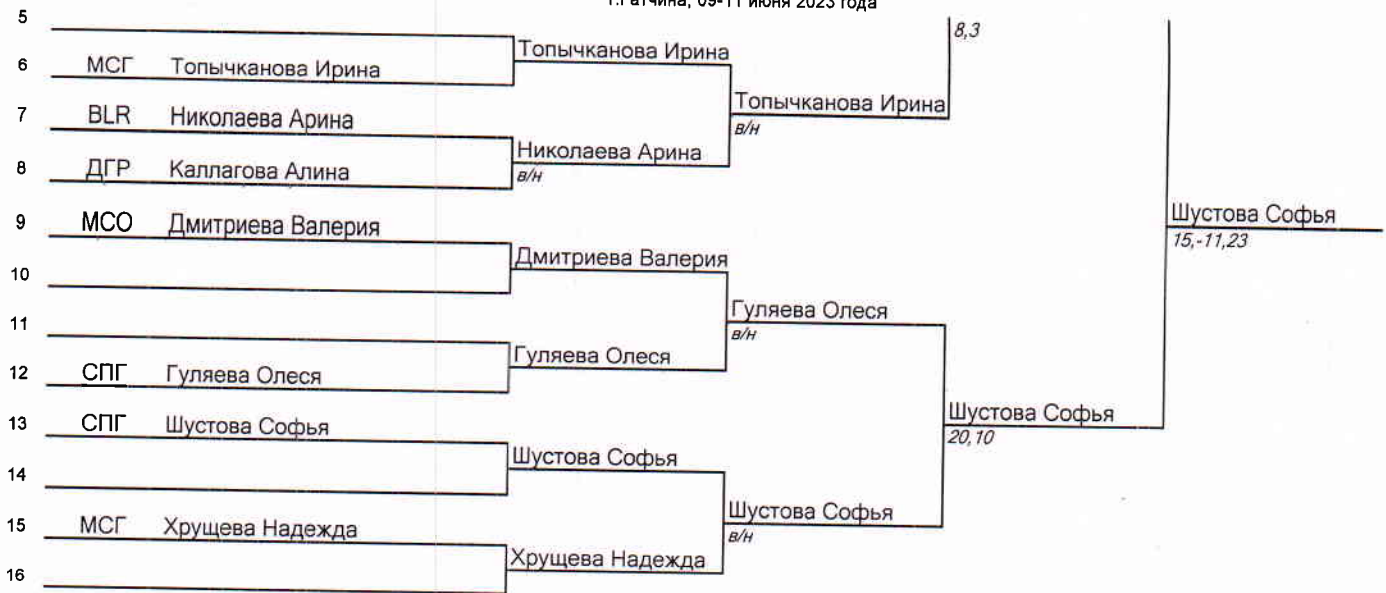 г.Гатчина, 09-11 июня 2023 года
5
8,3
Топычканова Ирина
6 МСГ Топычканова Ирина
Топычканова Ирина
в/н
7 BLR Николаева Арина
Николаева Арина
в/н
8 ДГР Каллагова Алина
Шустова Софья
15,-11,23
9 МСО Дмитриева Валерия
Дмитриева Валерия
10
Гуляева Олеся
в/н
11
Гуляева Олеся
12 СПГ Гуляева Олеся
Шустова Софья
20,10
13 СПГ Шустова Софья
Шустова Софья
14
Шустова Софья
в/н
15 МСГ Хрущева Надежда
Хрущева Надежда
16